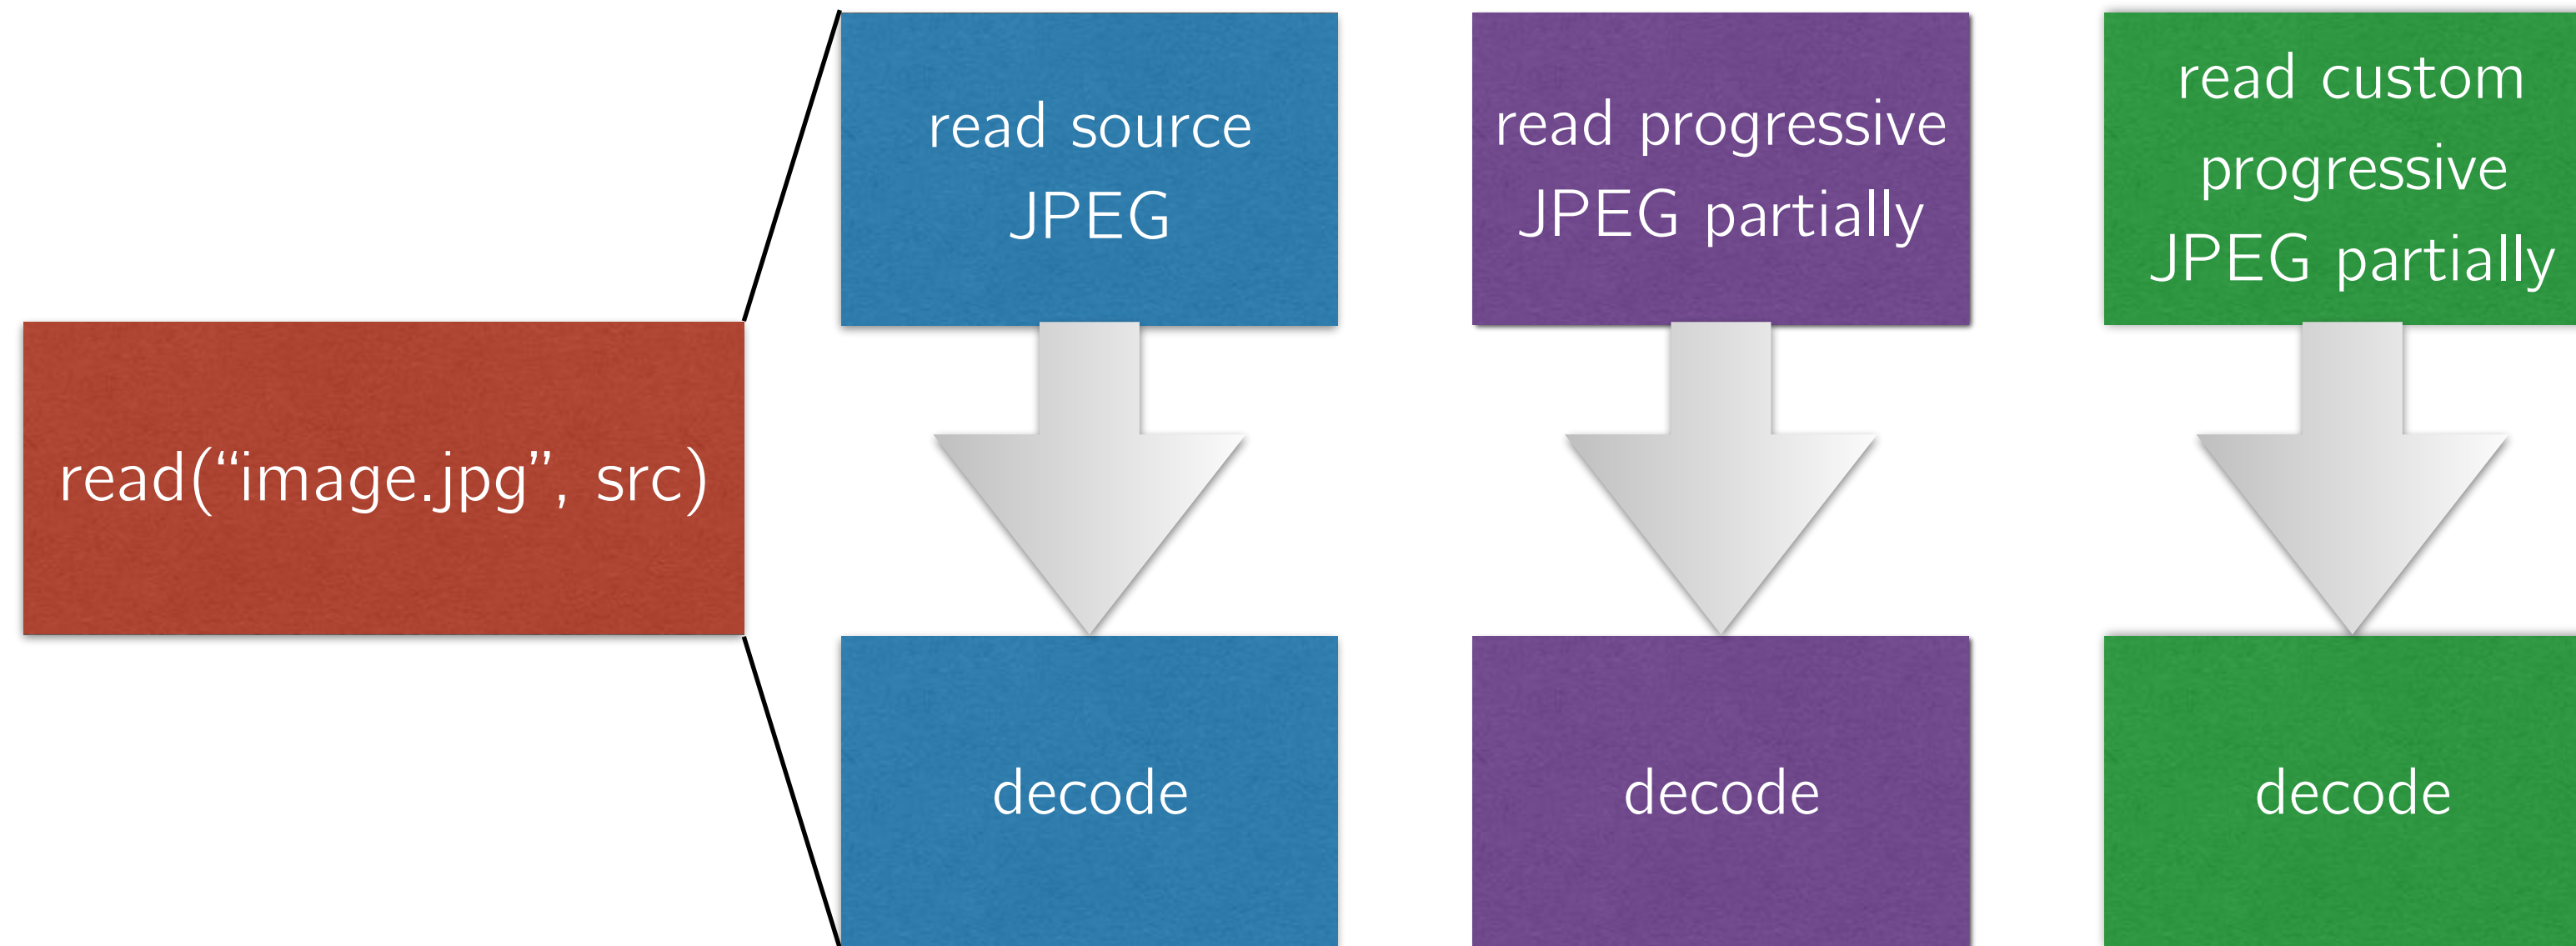 read(“image.jpg”, src)
read source
JPEG
decode
read progressive
JPEG partially
decode
read custom
progressive
JPEG partially
decode